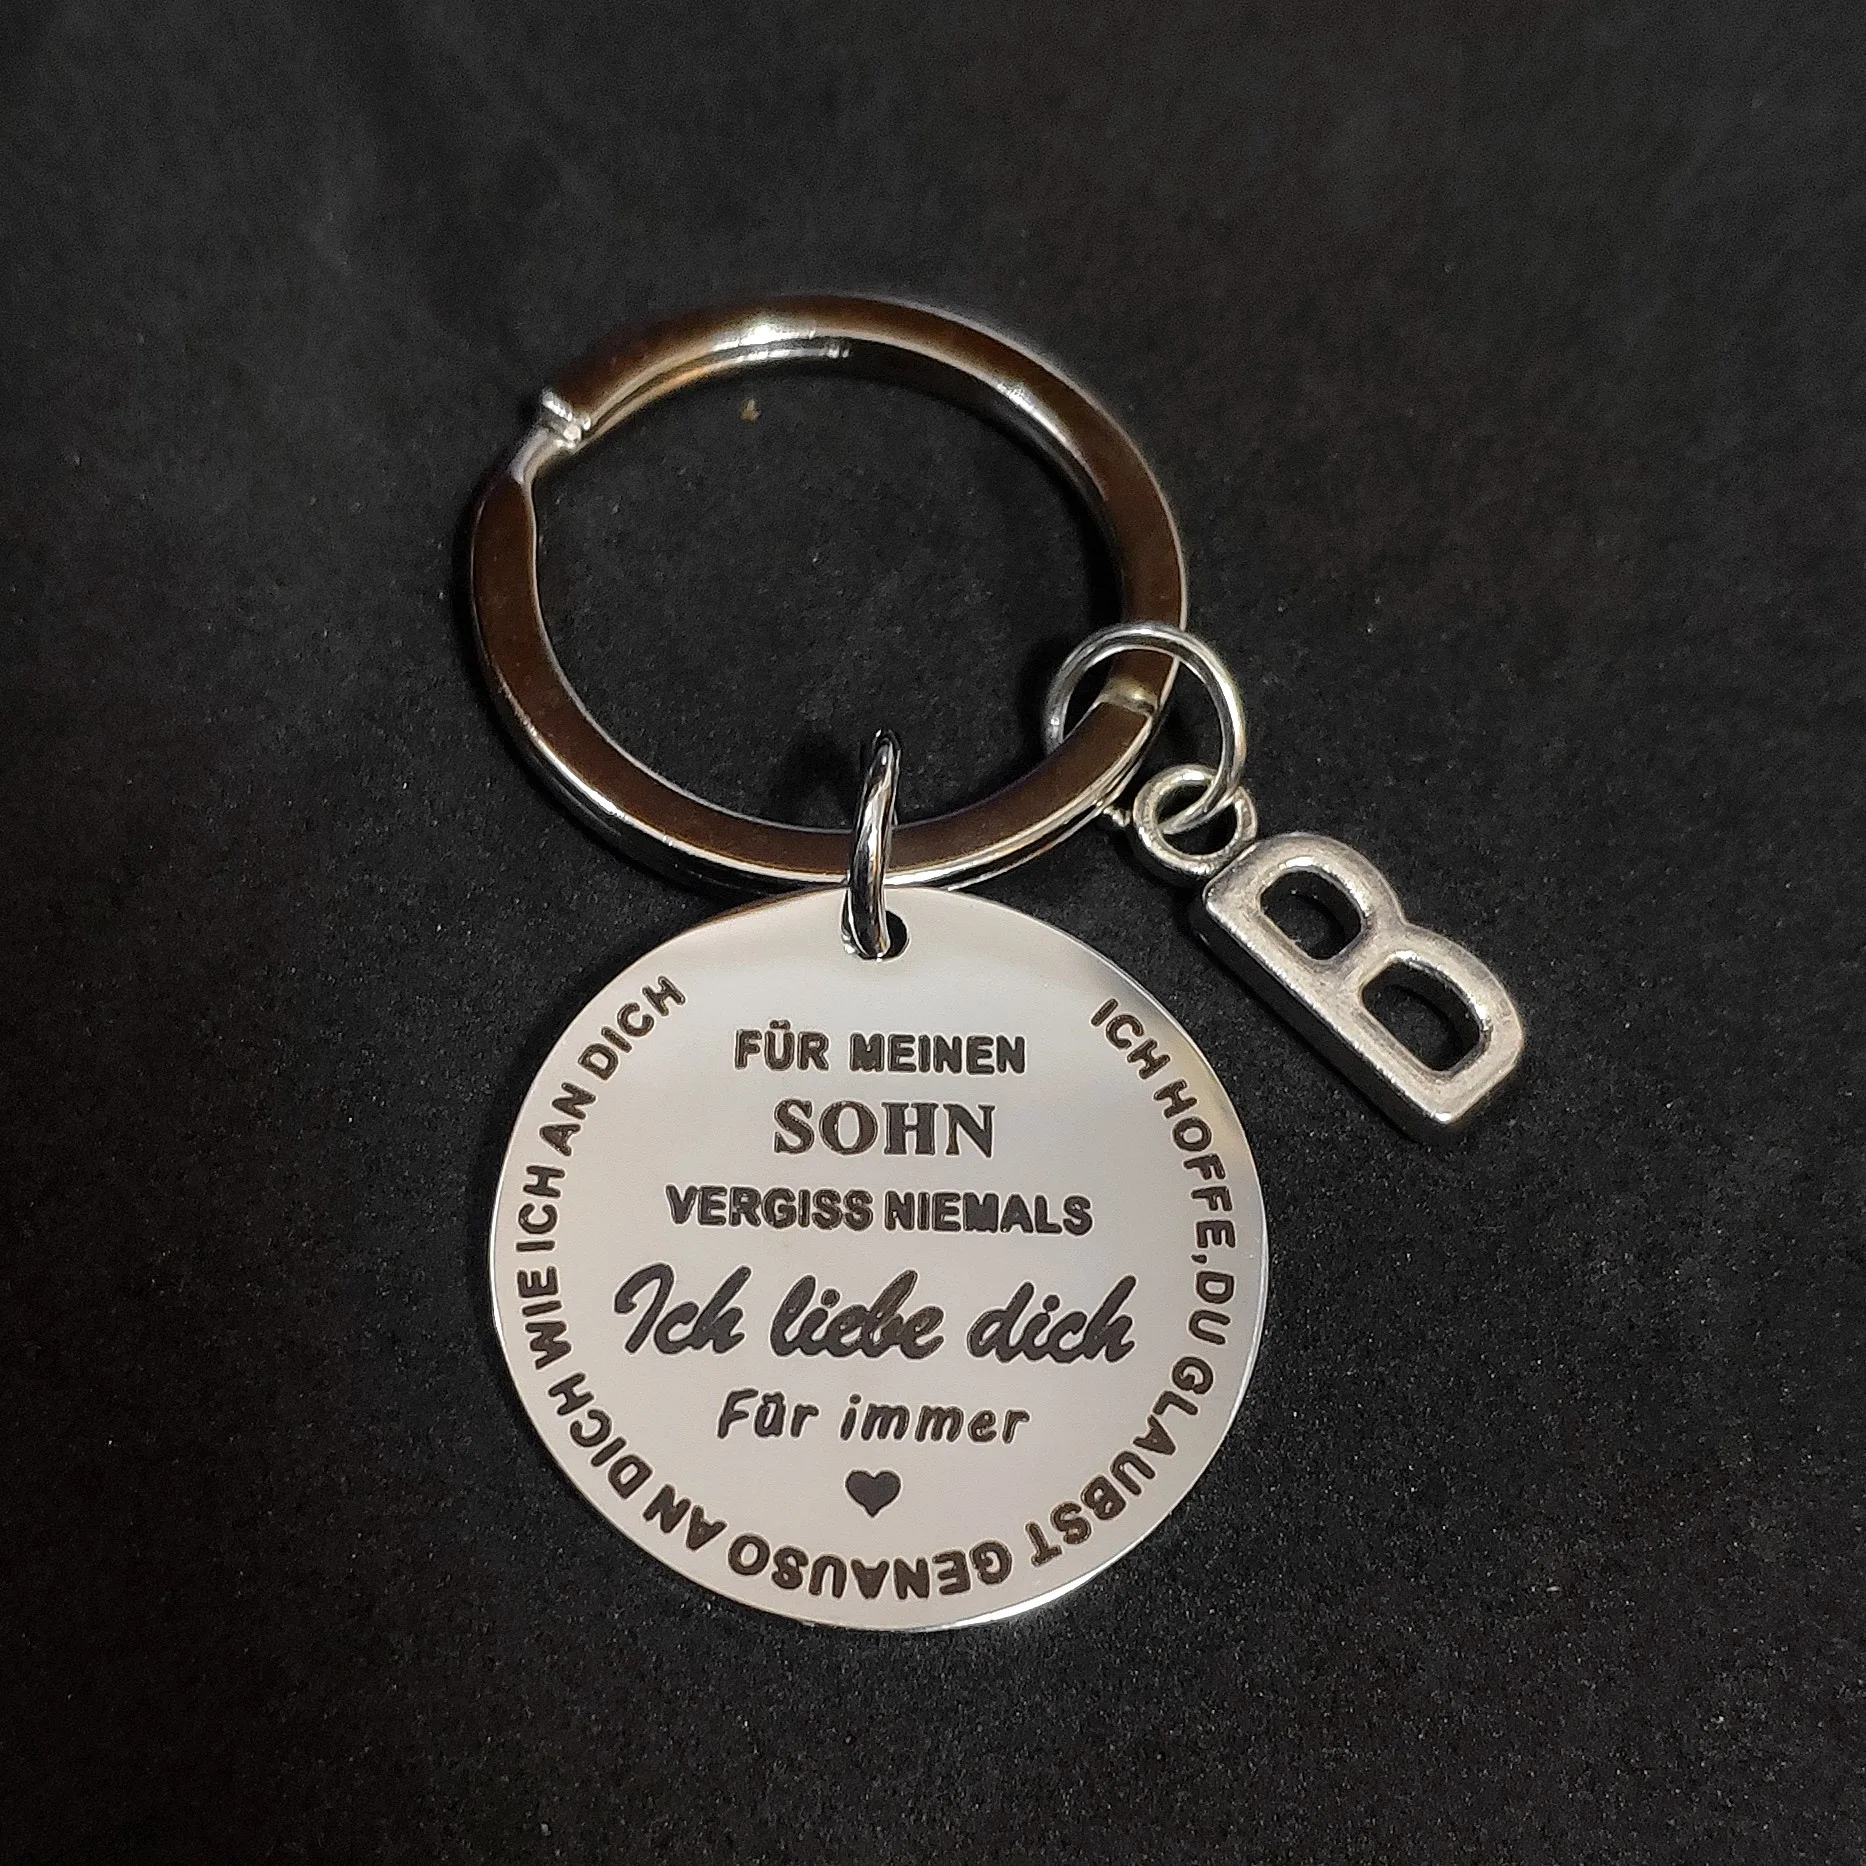 FÜR MEINEN
SOHN
VERGISS NIEMALS
Ich liebe dich
Für immer
ICH HOFFE, DU GLAUBST GENAUSO AN DICH WIE ICH AN DICH
B